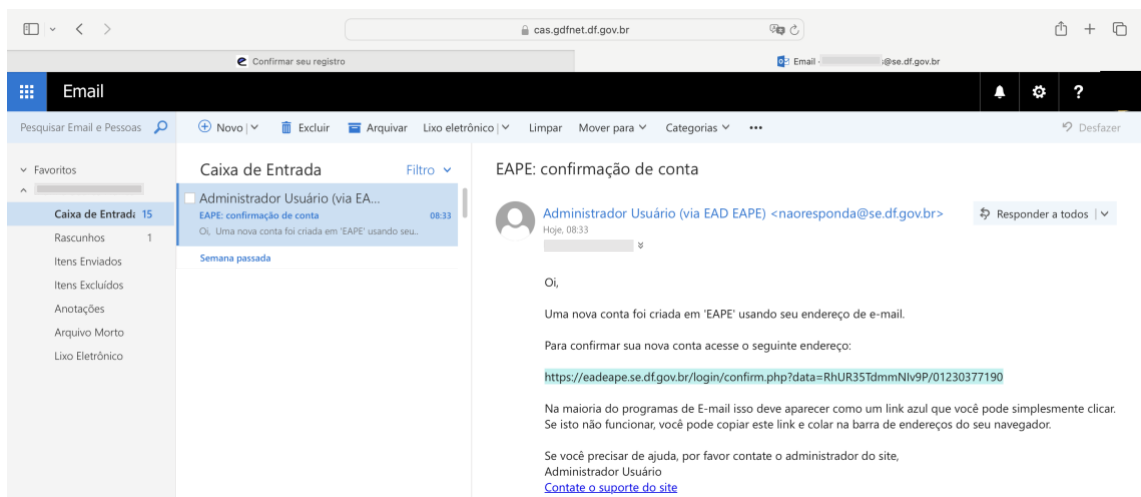 cas.gdfnet.df.gov.br
Confirmar seu registro
Email - @se.df.gov.br
Email
Pesquisar Email e Pessoas
Novo | Excluir Arquivar Lixo eletrônico | Limpar Mover para Categorias ••• Desfazer
Favoritos
Caixa de Entrada 15
Rascunhos 1
Itens Enviados
Itens Excluídos
Anotações
Arquivo Morto
Lixo Eletrônico
Caixa de Entrada Filtro
Administrador Usuário (via EA...
EAPE: confirmação de conta 08:33
Oi, Uma nova conta foi criada em 'EAPE' usando seu..
Semana passada
EAPE: confirmação de conta
Administrador Usuário (via EAD EAPE) <naoresponda@se.df.gov.br>
Responder a todos |
Hoje, 08:33
Oi,
Uma nova conta foi criada em 'EAPE' usando seu endereço de e-mail.
Para confirmar sua nova conta acesse o seguinte endereço:
https://eadeape.se.df.gov.br/login/confirm.php?data=RhUR35TdmmNIv9P/01230377190
Na maioria do programas de E-mail isso deve aparecer como um link azul que você pode simplesmente clicar.
Se isto não funcionar, você pode copiar este link e colar na barra de endereços do seu navegador.
Se você precisar de ajuda, por favor contate o administrador do site,
Administrador Usuário
Contate o suporte do site